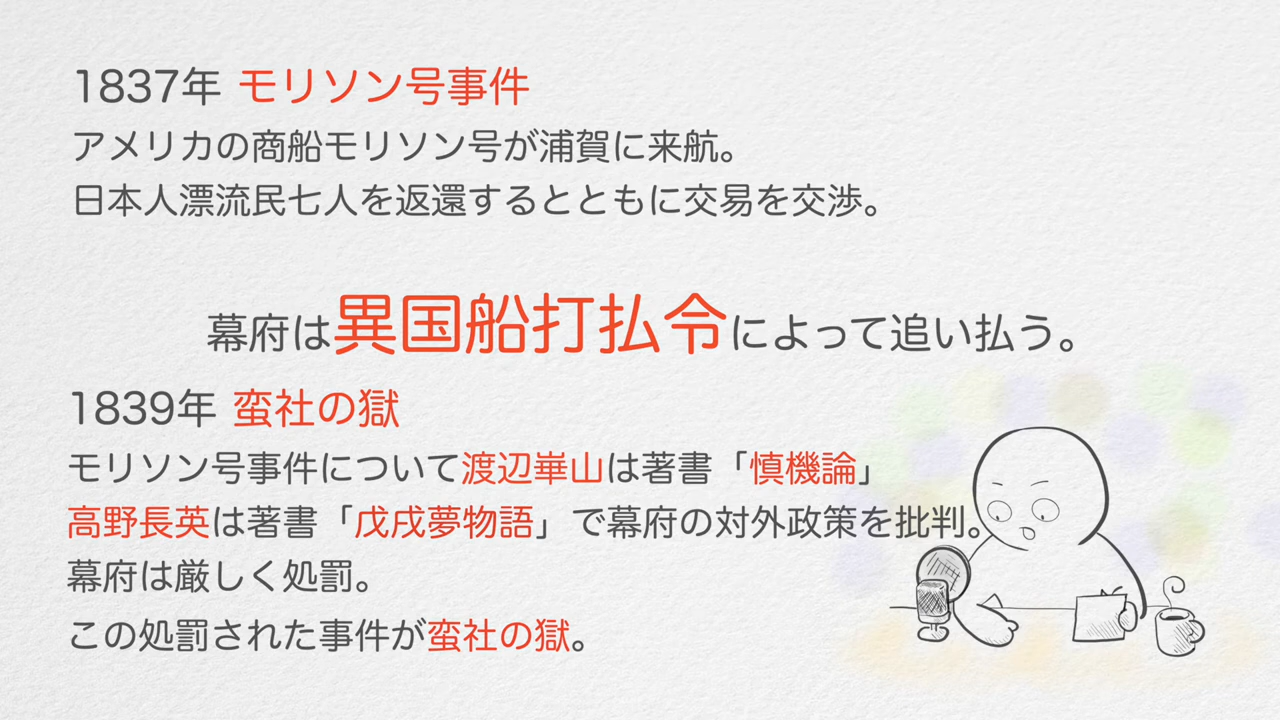 1837年 モリソン号事件
アメリカの商船モリソン号が浦賀に来航。
日本人漂流民七人を返還するとともに交易を交渉。
幕府は異国船打払令によって追い払う。
1839年 蛮社の獄
モリソン号事件について渡辺崋山は著書「慎機論」
高野長英は著書「戊戌夢物語」で幕府の対外政策を批判。
幕府は厳しく処罰。
この処罰された事件が蛮社の獄。